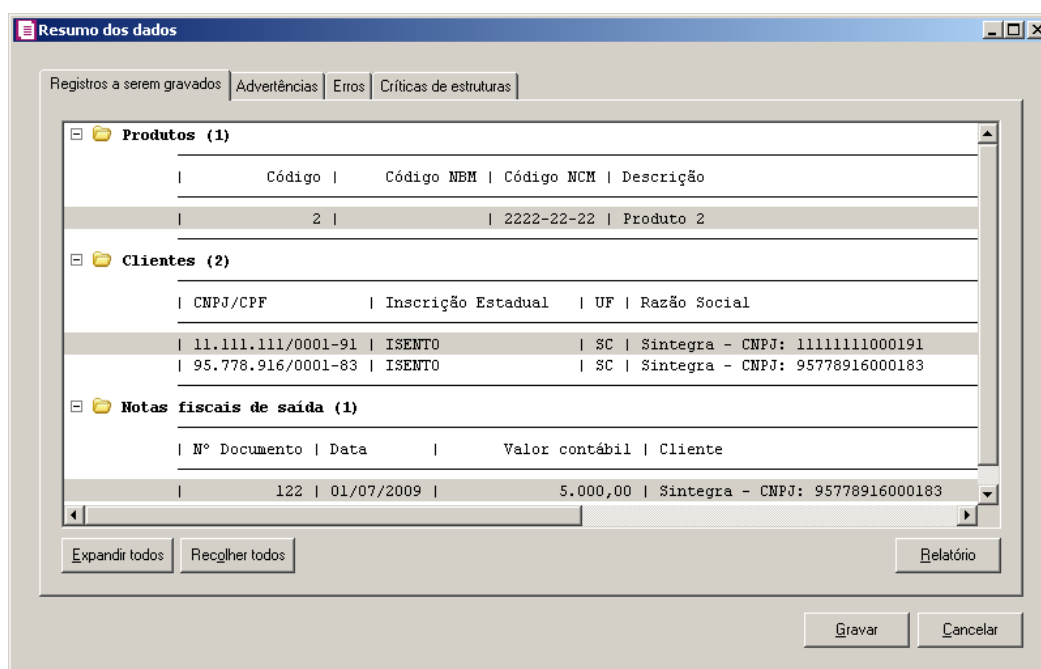 Resumo dos dados
Registros a serem gravados Advertências Erros Críticas de estruturas
Produtos (1)
| Código | Código NBM | Código NCM | Descrição
| 2 | | 2222-22-22 | Produto 2
Clientes (2)
| CNPJ/CPF | Inscrição Estadual | UF | Razão Social
| 11.111.111/0001-91 | ISENTO | SC | Sintegra - CNPJ: 11111111000191
| 95.778.916/0001-83 | ISENTO | SC | Sintegra - CNPJ: 95778916000183
Notas fiscais de saída (1)
| Nº Documento | Data | Valor contábil | Cliente
| 122 | 01/07/2009 | 5.000,00 | Sintegra - CNPJ: 95778916000183
Expandir todos Recolher todos Relatório
Gravar Cancelar